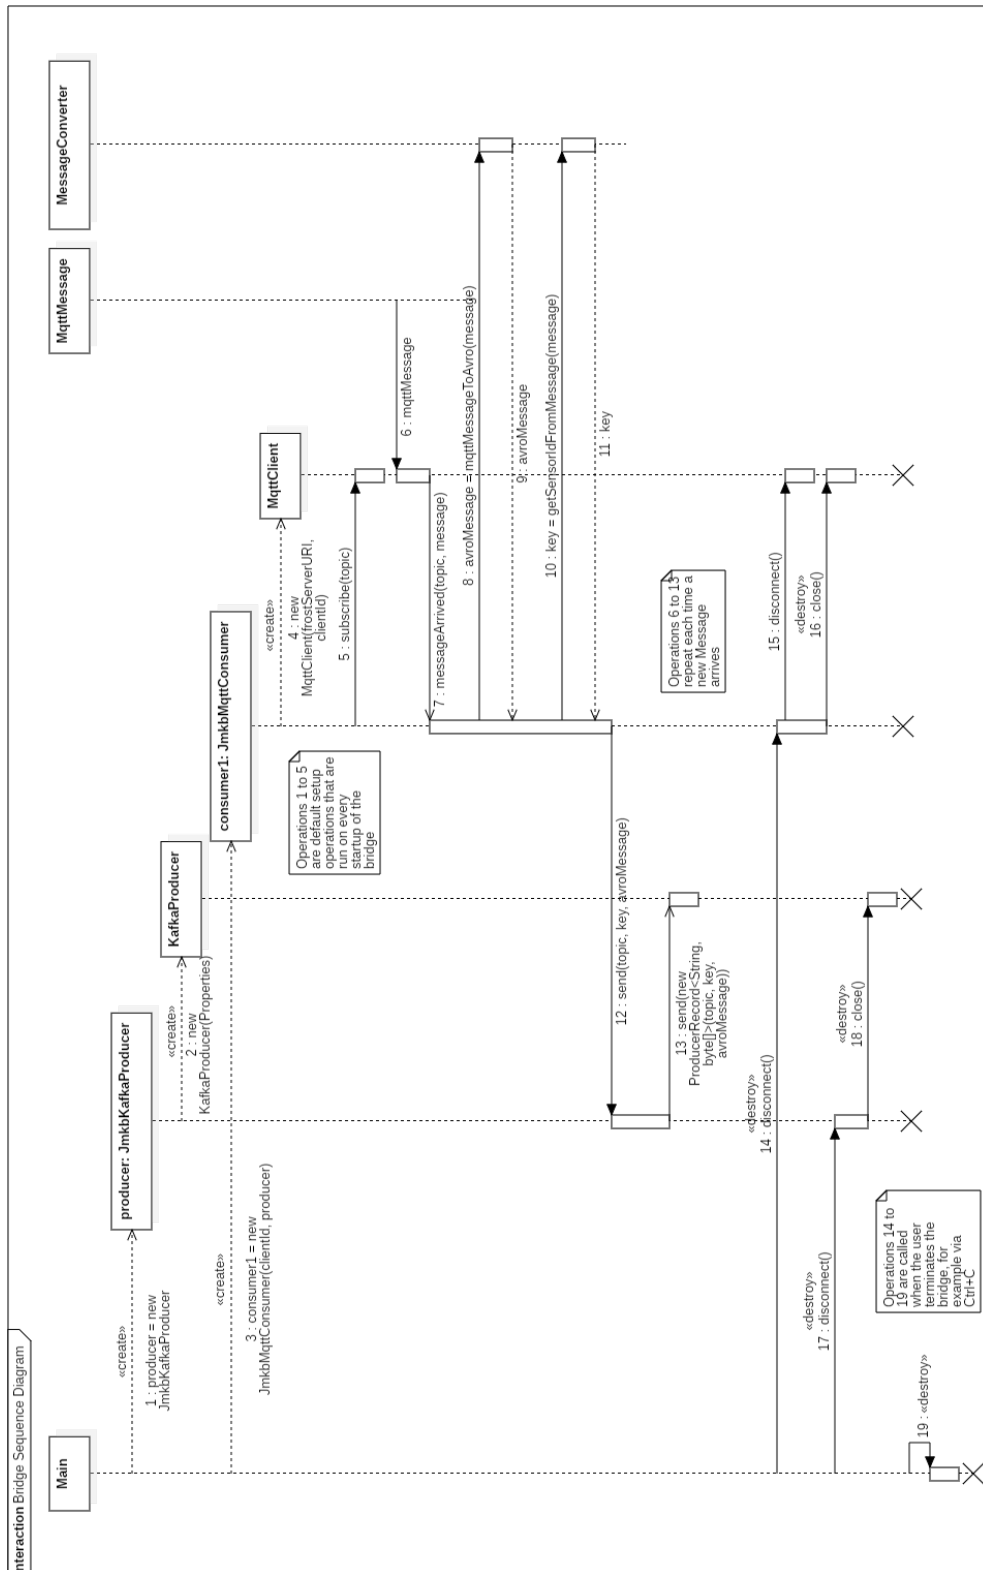 nteraction Bridge Sequence Diagram
Main
producer: JmkbKafkaProducer
KafkaProducer
consumer1: JmkbMqttConsumer
MqttClient
MqttMessage
MessageConverter
«create»
1 : producer = new
JmkbKafkaProducer
«create»
2 : new
KafkaProducer(Properties)
«create»
3 : consumer1 = new
JmkbMqttConsumer(clientId, producer)
«create»
4 : new
MqttClient(frostServerURI,
clientId)
5 : subscribe(topic)
Operations 1 to 5
are default setup
operations that are
run on every
startup of the
bridge
6 : mqttMessage
7 : messageArrived(topic, message)
8 : avroMessage = mqttMessageToAvro(message)
9 : avroMessage
10 : key = getSensorIdFromMessage(message)
11 : key
12 : send(topic, key, avroMessage)
13 : send(new
ProducerRecord<String,
byte[]>(topic, key,
avroMessage))
Operations 6 to 13
repeat each time a
new Message
arrives
«destroy»
14 : disconnect()
15 : disconnect()
«destroy»
16 : close()
«destroy»
17 : disconnect()
«destroy»
18 : close()
Operations 14 to
19 are called
when the user
terminates the
bridge, for
example via
Ctrl+C
19 : «destroy»